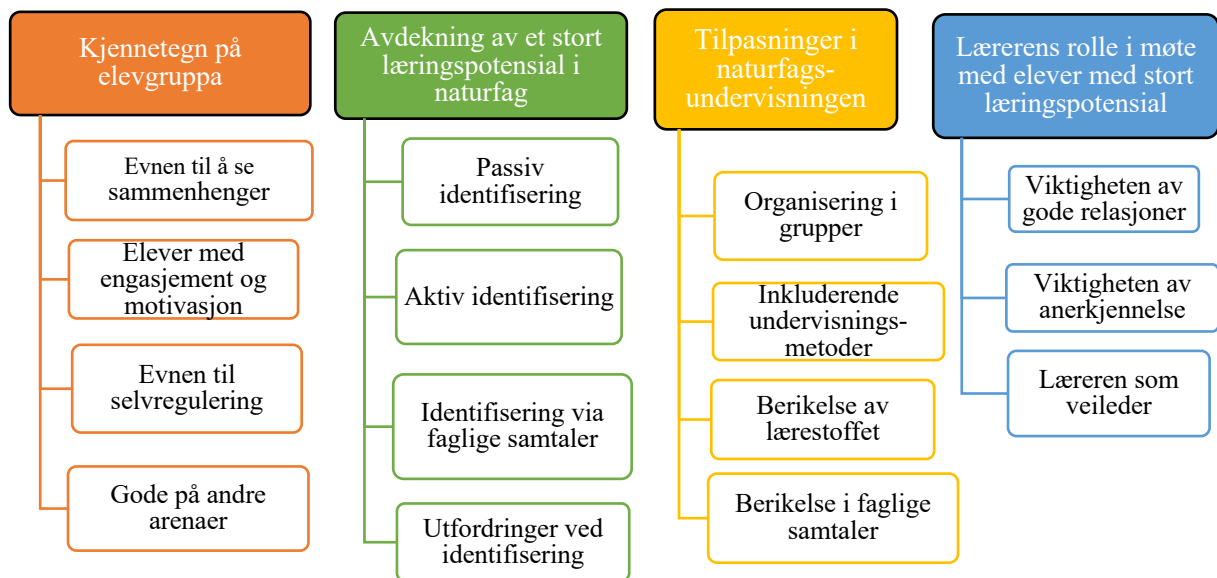 Kjennetegn på
elevgruppa
Evnen til å se
sammenhenger
Elever med
engasjement og
motivasjon
Evnen til
selvregulering
Gode på andre
arenaer
Avdekning av et stort
læringspotensial i
naturfag
Passiv
identifisering
Aktiv identifisering
Identifisering via
faglige samtaler
Utfordringer ved
identifisering
Tilpasninger i
naturfags-
undervisningen
Organisering i
grupper
Inkluderende
undervisnings-
metoder
Berikelse av
lærestoffet
Berikelse i faglige
samtaler
Lærerens rolle i møte
med elever med stort
læringspotensial
Viktigheten av
gode relasjoner
Viktigheten av
anerkjennelse
Læreren som
veileder